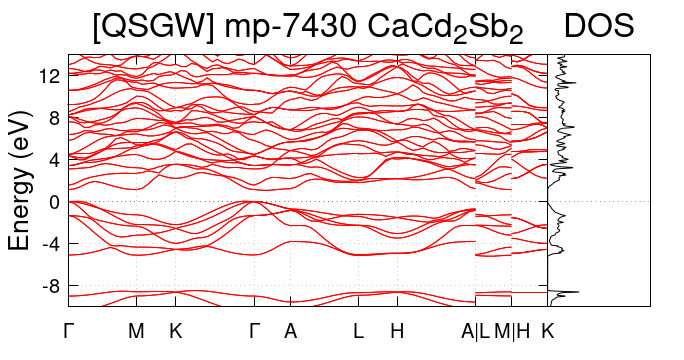 [QSGW] mp-7430 CaCd2Sb2 DOS
Energy (eV)
12
8
4
0
-4
-8
Γ M K Γ A L H A|L M|H K